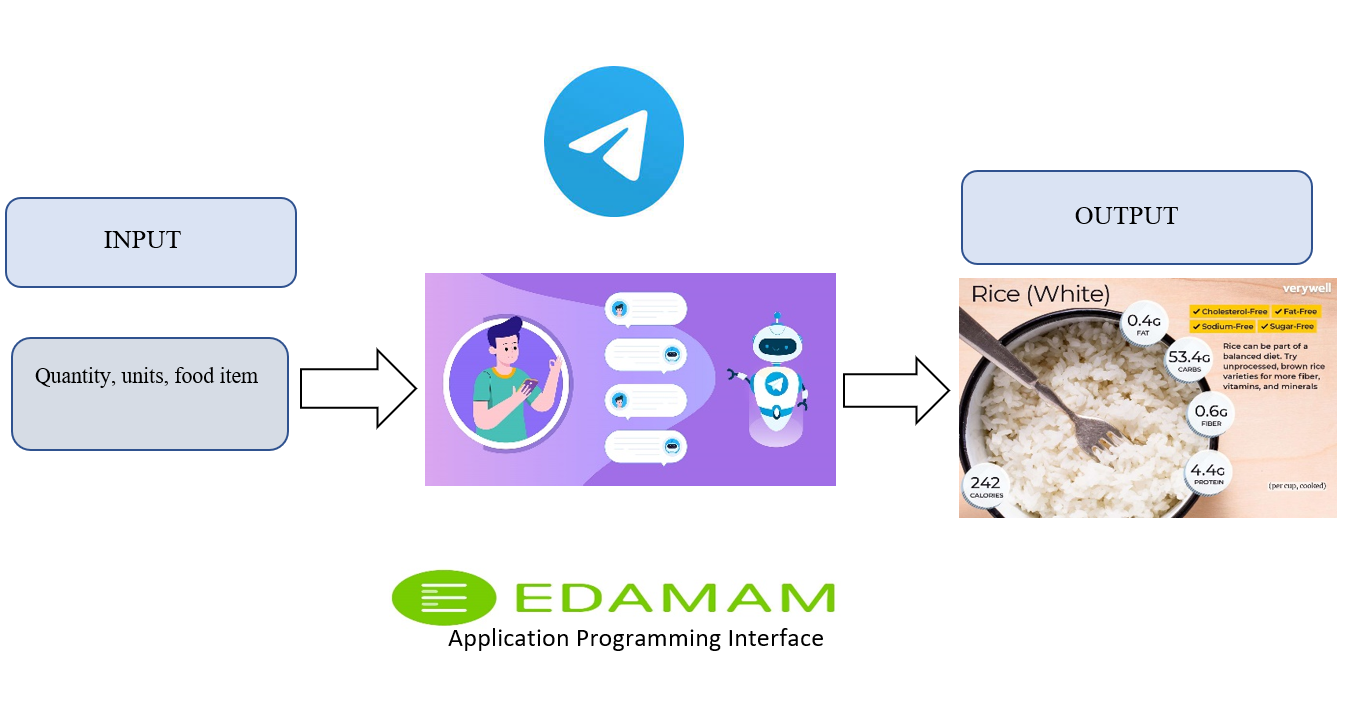 INPUT
Quantity, units, food item
OUTPUT
Rice (White)
verywell
0.4G
FAT
✓ Cholesterol-Free ✓ Fat-Free
✓ Sodium-Free ✓ Sugar-Free
53.4G
CARBS
Rice can be part of a
balanced diet. Try
unprocessed, brown rice
varieties for more fiber,
vitamins, and minerals
0.6G
FIBER
4.4G
PROTEIN
242
CALORIES
(per cup, cooked)
EDAMAM
Application Programming Interface